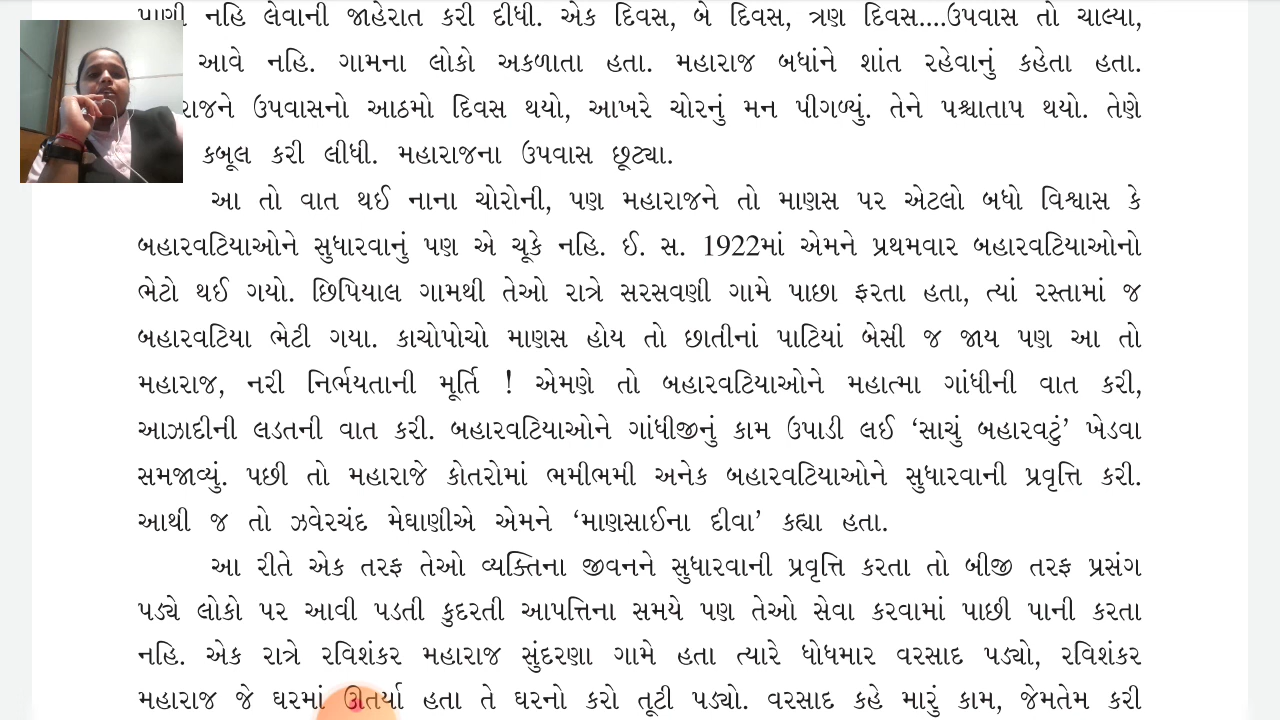 પાણી નહિ લેવાની જાહેરાત કરી દીધી. એક દિવસ, બે દિવસ, ત્રણ દિવસ....ઉપવાસ તો ચાલ્યા,
આવે નહિ. ગામના લોકો અકળાતા હતા. મહારાજ બધાંને શાંત રહેવાનું કહેતા હતા.
ઉપવાસનો આઠમો દિવસ થયો, આખરે ચોરનું મન પીગળ્યું. તેને પશ્ચાતાપ થયો. તેણે
કબૂલ કરી લીધી. મહારાજના ઉપવાસ છૂટ્યા.
આ તો વાત થઈ નાના ચોરોની, પણ મહારાજને તો માણસ પર એટલો બધો વિશ્વાસ કે
બહારવટિયાઓને સુધારવાનું પણ એ ચૂકે નહિ. ઈ. સ. 1922માં એમને પ્રથમવાર બહારવટિયાઓનો
ભેટો થઈ ગયો. છિપિયાલ ગામથી તેઓ રાત્રે સરસવણી ગામે પાછા ફરતા હતા, ત્યાં રસ્તામાં જ
બહારવટિયા ભેટી ગયા. કાચોપોચો માણસ હોય તો છાતીનાં પાટિયાં બેસી જ જાય પણ આ તો
મહારાજ, નરી નિર્ભયતાની મૂર્તિ ! એમણે તો બહારવટિયાઓને મહાત્મા ગાંધીની વાત કરી,
આઝાદીની લડતની વાત કરી. બહારવટિયાઓને ગાંધીજીનું કામ ઉપાડી લઈ ‘સાચું બહારવટું’ ખેડવા
સમજાવ્યું. પછી તો મહારાજે કોતરોમાં ભમીભમી અનેક બહારવટિયાઓને સુધારવાની પ્રવૃત્તિ કરી.
આથી જ તો ઝવેરચંદ મેઘાણીએ એમને ‘માણસાઈના દીવા’ કહ્યા હતા.
આ રીતે એક તરફ તેઓ વ્યક્તિના જીવનને સુધારવાની પ્રવૃત્તિ કરતા તો બીજી તરફ પ્રસંગ
પડ્યે લોકો પર આવી પડતી કુદરતી આપત્તિના સમયે પણ તેઓ સેવા કરવામાં પાછી પાની કરતા
નહિ. એક રાત્રે રવિશંકર મહારાજ સુંદરણા ગામે હતા ત્યારે ધોધમાર વરસાદ પડ્યો, રવિશંકર
મહારાજ જે ઘરમાં ઊતર્યા હતા તે ઘરનો કરો તૂટી પડ્યો. વરસાદ કહે મારું કામ, જેમતેમ કરી